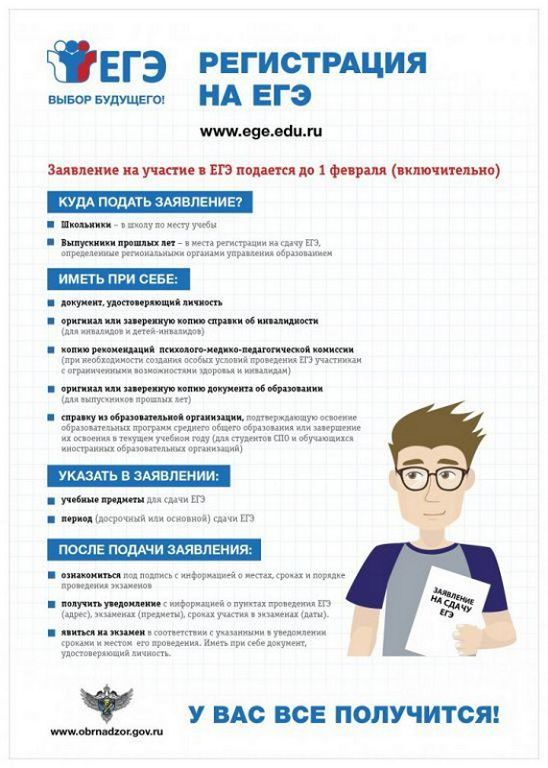 ЕГЭ
ВЫБОР БУДУЩЕГО!
РЕГИСТРАЦИЯ
НА ЕГЭ
www.ege.edu.ru
Заявление на участие в ЕГЭ подается до 1 февраля (включительно)
КУДА ПОДАТЬ ЗАЯВЛЕНИЕ?
Школьники – в школу по месту учебы
Выпускники прошлых лет – в места регистрации на сдачу ЕГЭ,
определенные региональными органами управления образованием
ИМЕТЬ ПРИ СЕБЕ:
документ, удостоверяющий личность
оригинал или заверенную копию справки об инвалидности
(для инвалидов и детей-инвалидов)
копию рекомендаций психолого-медико-педагогической комиссии
(при необходимости создания особых условий проведения ЕГЭ участникам
с ограниченными возможностями здоровья и инвалидам)
оригинал или заверенную копию документа об образовании
(для выпускников прошлых лет)
справку из образовательной организации, подтверждающую освоение
образовательных программ среднего общего образования или завершение
их освоения в текущем учебном году (для студентов СПО и обучающихся
иностранных образовательных организаций)
УКАЗАТЬ В ЗАЯВЛЕНИИ:
учебные предметы для сдачи ЕГЭ
период (досрочный или основной) сдачи ЕГЭ
ПОСЛЕ ПОДАЧИ ЗАЯВЛЕНИЯ:
ознакомиться под подпись с информацией о местах, сроках и порядке
проведения экзаменов
получить уведомление с информацией о пунктах проведения ЕГЭ
(адрес), экзаменах (предметы), сроках участия в экзаменах (даты).
явиться на экзамен в соответствии с указанными в уведомлении
сроками и местом его проведения. Иметь при себе документ,
удостоверяющий личность.
ЗАЯВЛЕНИЕ
НА СДАЧУ
ЕГЭ
www.obrnadzor.gov.ru
У ВАС ВСЕ ПОЛУЧИТСЯ!